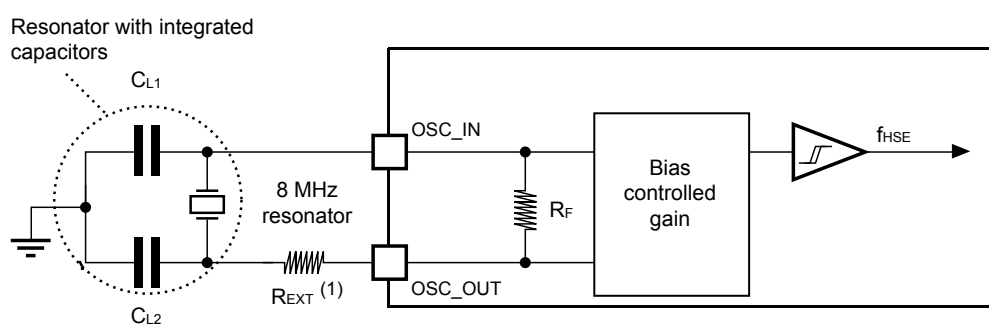 Resonator with integrated
capacitors
CL1
OSC_IN
fHSE
8 MHz
resonator
RF
Bias
controlled
gain
REXT (1)
OSC_OUT
CL2